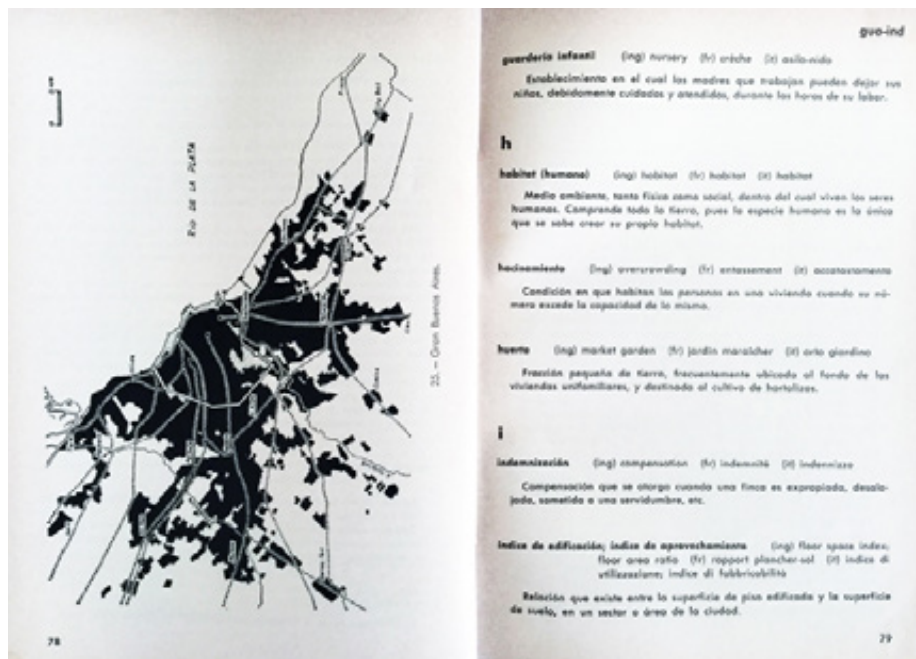 RIO DE LA PLATA
25. — Gran Buenos Aires.
78
gua-ind
guardería infantil (ing) nursery (fr) crèche (it) asilo-nido
Establecimiento en el cual las madres que trabajan pueden dejar sus
niños, debidamente cuidados y atendidos, durante las horas de su labor.
h
habitat (humano) (ing) habitat (fr) habitat (it) habitat
Medio ambiente, tanto físico como social, dentro del cual viven los seres
humanos. Comprende toda la tierra, pues la especie humana es la única
que se sabe crear su propio habitat.
hacinamiento (ing) overcrowding (fr) entassement (it) accatastamento
Condición en que habitan las personas en una vivienda cuando su nú-
mero excede la capacidad de la misma.
huerta (ing) market garden (fr) jardin maraîcher (it) orto giardino
Fracción pequeña de tierra, frecuentemente ubicada al fondo de las
viviendas unifamiliares, y destinada al cultivo de hortalizas.
i
indemnización (ing) compensation (fr) indemnité (it) indennizzo
Compensación que se otorga cuando una finca es expropiada, desalo-
jada, sometida a una servidumbre, etc.
índice de edificación; índice de aprovechamiento (ing) floor space index;
floor area ratio (fr) rapport plancher-sol (it) indice di
utilizzazione; indice di fabbricabilità
Relación que existe entre la superficie de piso edificada y la superficie
de suelo, en un sector o área de la ciudad.
79